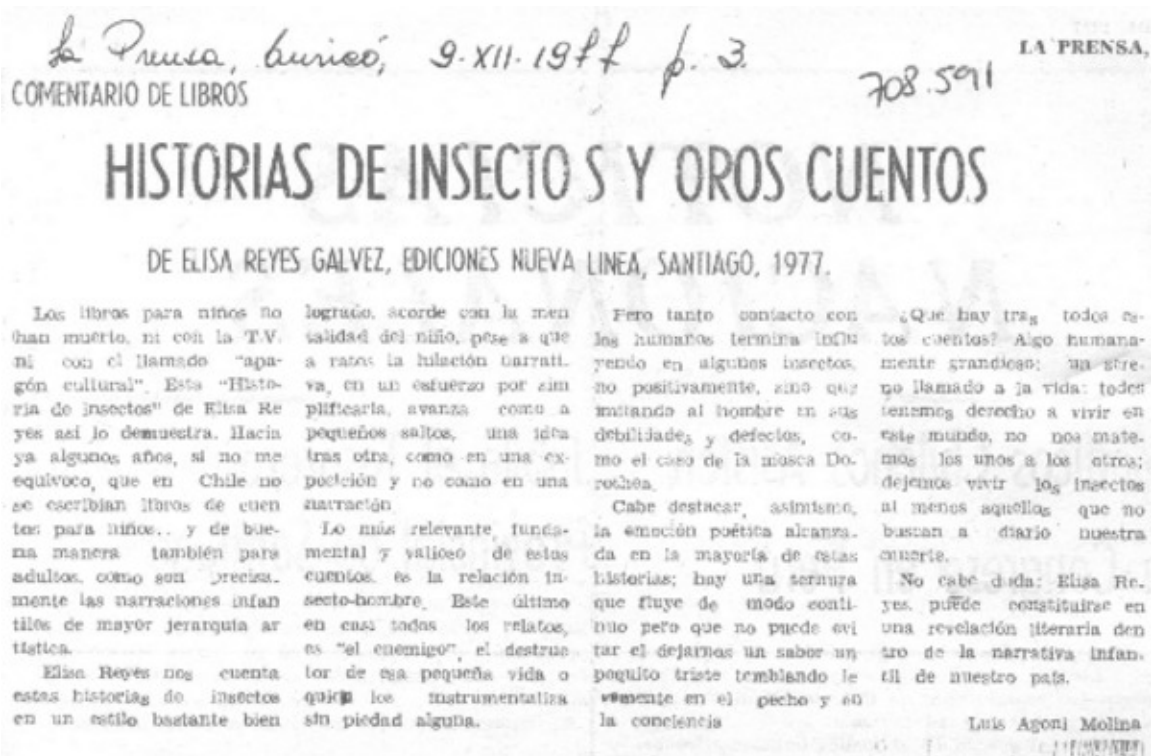 La Prensa, Curicó, 9-XII-1977 p. 3.
LA PRENSA,
708.591
COMENTARIO DE LIBROS
HISTORIAS DE INSECTO S Y OROS CUENTOS
DE ELISA REYES GALVEZ, EDICIONES NUEVA LINEA, SANTIAGO, 1977.
Los libros para niños no
han muerto, ni con la T.V.
ni con el llamado "apa-
gón cultural". Esta "Histo-
ria de insectos" de Elisa Re
yes así lo demuestra. Hacía
ya algunos años, si no me
equivoco, que en Chile no
se escribían libros de cuen
tos para niños.. y de bue-
na manera también para
adultos, como son precisa.
mente las narraciones infan
tiles de mayor jerarquía ar
tística.
Elisa Reyes nos cuenta
estas historias de insectos
en un estilo bastante bien
logrado, acorde con la men
talidad del niño, pese a que
a ratos la hilación narrati.
va, en un esfuerzo por sim
plificarla, avanza como a
pequeños saltos, una idea
tras otra, como en una ex-
posición y no como en una
narración
Lo más relevante, funda-
mental y valioso de estos
cuentos, es la relación in-
secto-hombre. Este último
en casi todos los relatos,
es "el enemigo", el destruc
tor de esa pequeña vida o
quien los instrumentaliza
sin piedad alguna.
Pero tanto contacto con
los humanos termina influ
yendo en algunos insectos,
no positivamente, sino que
imitando al hombre en sus
debilidades y defectos, co-
mo el caso de la mosca Do-
rothea.
Cabe destacar, asimismo,
la emoción poética alcanza.
da en la mayoría de estas
historias; hay una ternura
que fluye de modo conti-
nuo pero que no puede evi
tar el dejarnos un sabor un
poquito triste temblando le
vemente en el pecho y en
la conciencia
¿Qué hay tras todos es-
tos cuentos? Algo humana-
mente grandioso: un sere-
no llamado a la vida: todos
tenemos derecho a vivir en
este mundo, no nos mate-
mos los unos a los otros;
dejemos vivir los insectos
al menos aquellos que no
buscan a diario nuestra
muerte.
No cabe duda: Elisa Re.
yes, puede constituirse en
una revelación literaria den
tro de la narrativa infan.
til de nuestro país.
Luis Agoni Molina